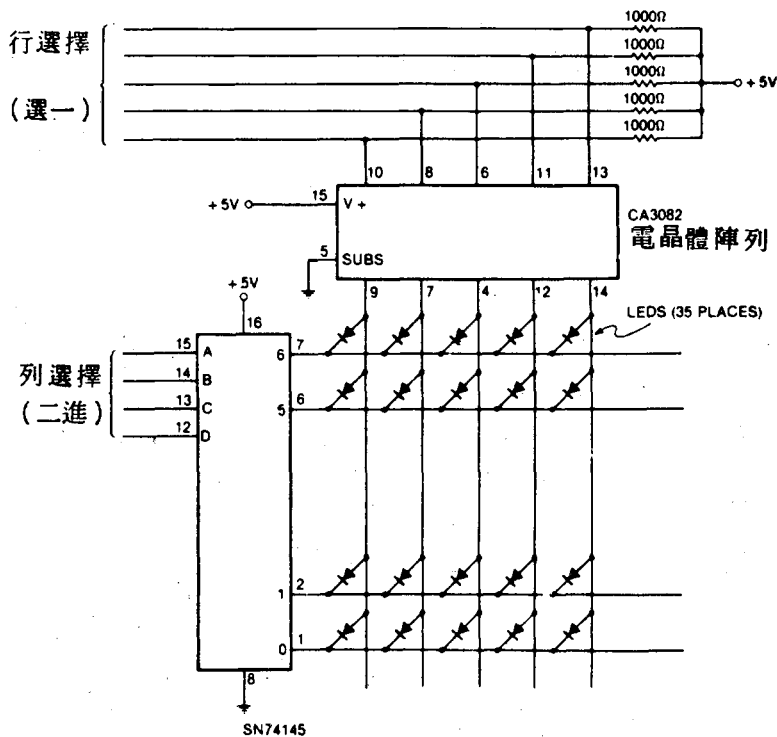 1000Ω
1000Ω
1000Ω
1000Ω
1000Ω
行選擇
(選一)
+5V
10 8 6 11 13
+5V 15 V+
CA3082
電晶體陣列
5 SUBS
9 7 4 12 14
LEDS (35 PLACES)
+5V
16
列選擇
(二進)
15 A
14 B
13 C
12 D
6 7
5 6
1 2
0 1
8
SN74145